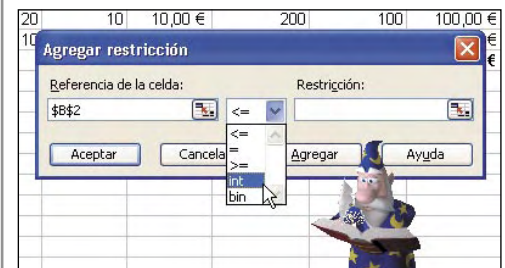 20 10 10,00 € 200 100 100,00 €
10 €
Agregar restricción
€
Referencia de la celda: Restricción:
$B$2 <=
<=
=
>=
int
bin
Aceptar Cancela Agregar Ayuda